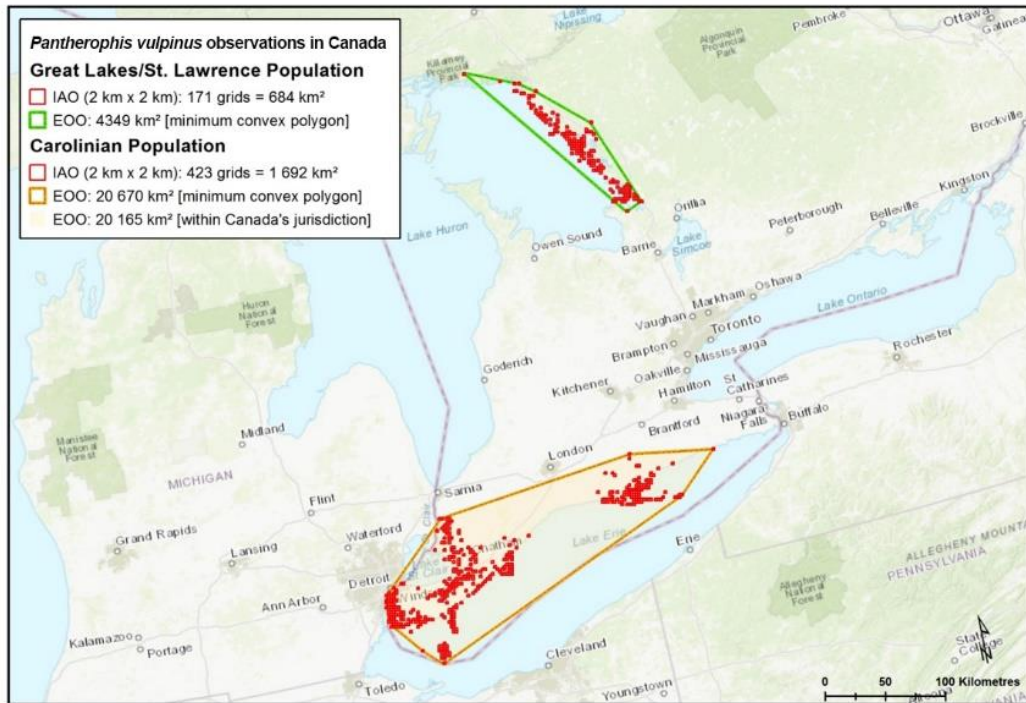 Pantherophis vulpinus observations in Canada
Great Lakes/St. Lawrence Population
IAO (2 km x 2 km): 171 grids = 684 km²
EOO: 4349 km² [minimum convex polygon]
Carolinian Population
IAO (2 km x 2 km): 423 grids = 1 692 km²
EOO: 20 670 km² [minimum convex polygon]
EOO: 20 165 km² [within Canada's jurisdiction]
Lake
Nipissing
Pembroke
Ottawa
Galineau
Killarney
Provincial
Park
Algonquin
Provincial
Park
Brockville
Kingston
Belleville
Peterborough
Orillia
Lake
Simcoe
Barrie
Owen Sound
Lake Huron
Huron
National
Forest
Oshawa
Markham
Vaughan
Toronto
Lake Ontario
Brampton
Mississauga
Oakville
Rochester
Goderich
Kitchener
Hamilton
St
Catharines
Niagara
Falls
Buffalo
Brantford
London
Manistee
National
Forest
Midland
MICHIGAN
Sarnia
Flint
Grand Rapids
Waterford
Lansing
Detroit
Ann Arbor
Kalamazoo
Portage
Lake Erie
Erie
ALLEGHENY
PENNSYLVANIA
Allegheny
National
Forest
Cleveland
Toledo
Youngstown
State
College
N
0 50 100 Kilometres